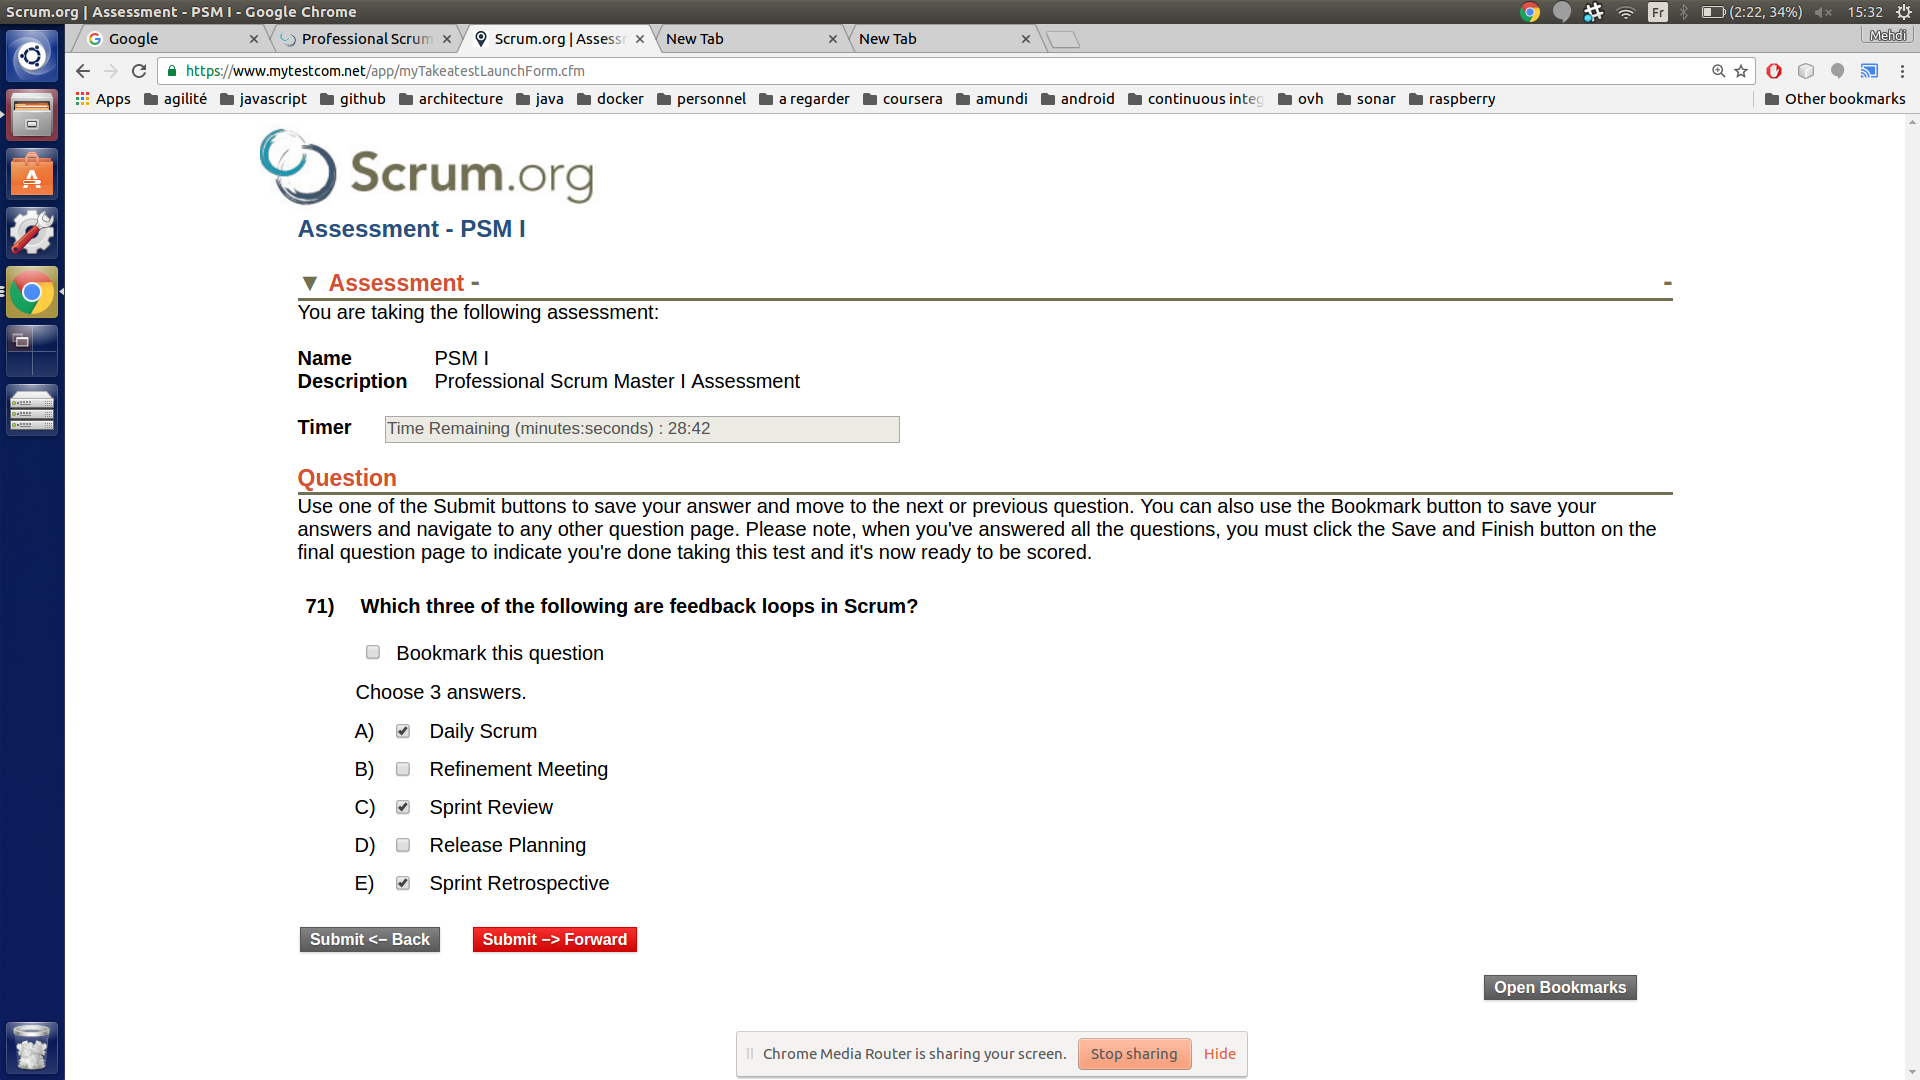 Scrum.org | Assessment - PSM I - Google Chrome
Fr
(2:22, 34%)
15:32
Google
Professional Scrum
Scrum.org | Assess
New Tab
New Tab
Mehdi
https://www.mytestcom.net/app/myTakeatestLaunchForm.cfm
Apps agilité javascript github architecture java docker personnel a regarder coursera amundi android continuous integ ovh sonar raspberry Other bookmarks
Scrum.org
Assessment - PSM I
▼ Assessment - -
You are taking the following assessment:
Name PSM I
Description Professional Scrum Master I Assessment
Timer Time Remaining (minutes:seconds) : 28:42
Question
Use one of the Submit buttons to save your answer and move to the next or previous question. You can also use the Bookmark button to save your
answers and navigate to any other question page. Please note, when you've answered all the questions, you must click the Save and Finish button on the
final question page to indicate you're done taking this test and it's now ready to be scored.
71) Which three of the following are feedback loops in Scrum?
Bookmark this question
Choose 3 answers.
A) Daily Scrum
B) Refinement Meeting
C) Sprint Review
D) Release Planning
E) Sprint Retrospective
Submit <– Back Submit –> Forward
Open Bookmarks
Chrome Media Router is sharing your screen. Stop sharing Hide